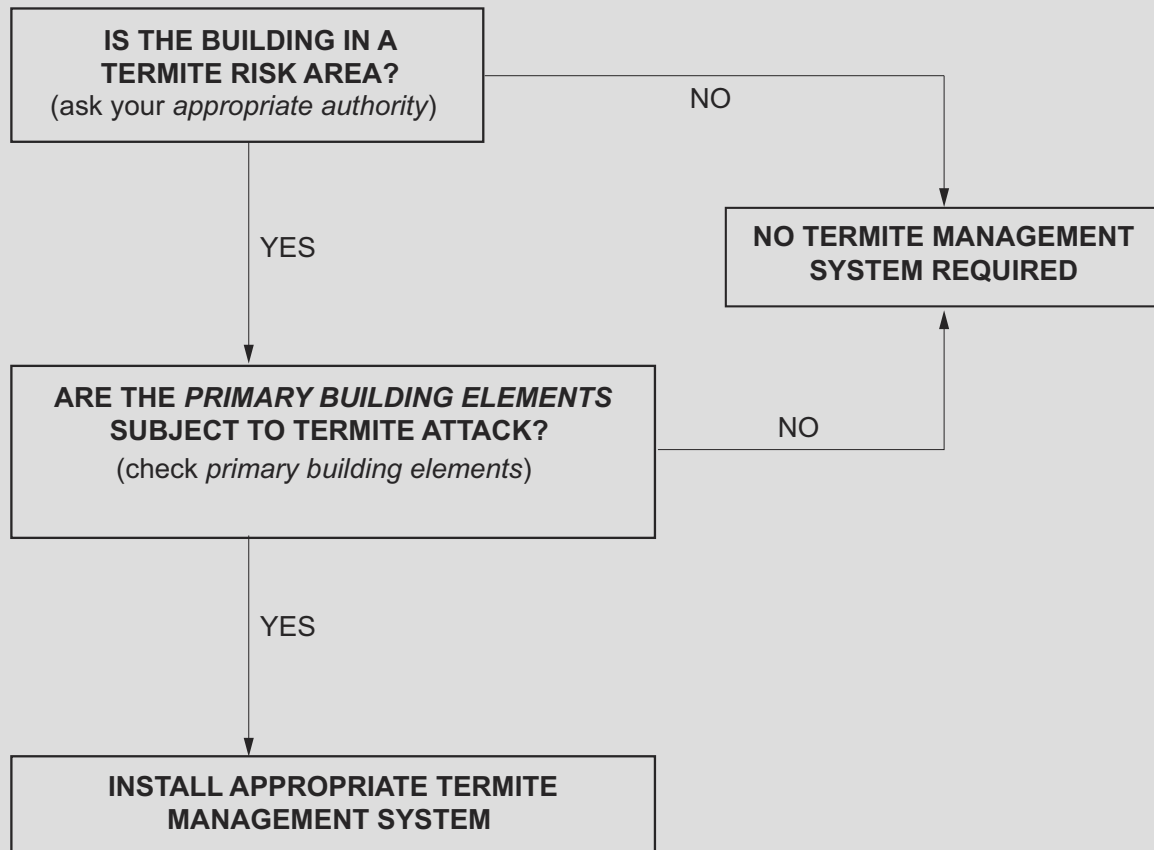 IS THE BUILDING IN A
TERMITE RISK AREA?
(ask your appropriate authority)
NO
NO TERMITE MANAGEMENT
SYSTEM REQUIRED
YES
ARE THE PRIMARY BUILDING ELEMENTS
SUBJECT TO TERMITE ATTACK?
(check primary building elements)
NO
YES
INSTALL APPROPRIATE TERMITE
MANAGEMENT SYSTEM